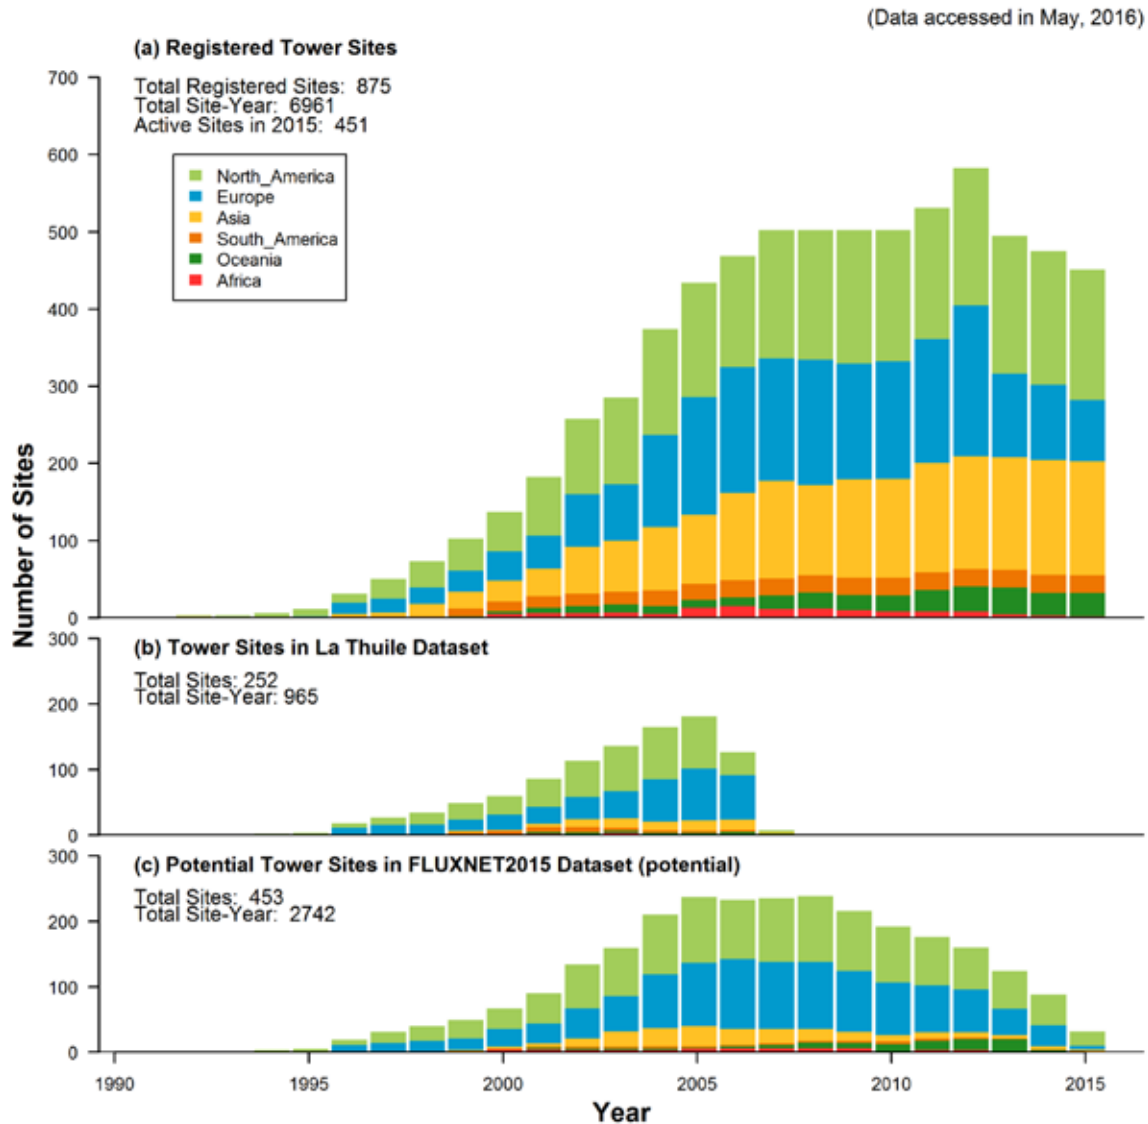 (Data accessed in May, 2016)
(a) Registered Tower Sites
Total Registered Sites: 875
Total Site-Year: 6961
Active Sites in 2015: 451
North_America
Europe
Asia
South_America
Oceania
Africa
700
600
500
400
300
200
100
0
Number of Sites
(b) Tower Sites in La Thuile Dataset
Total Sites: 252
Total Site-Year: 965
300
200
100
0
(c) Potential Tower Sites in FLUXNET2015 Dataset (potential)
Total Sites: 453
Total Site-Year: 2742
300
200
100
0
1990 1995 2000 2005 2010 2015
Year